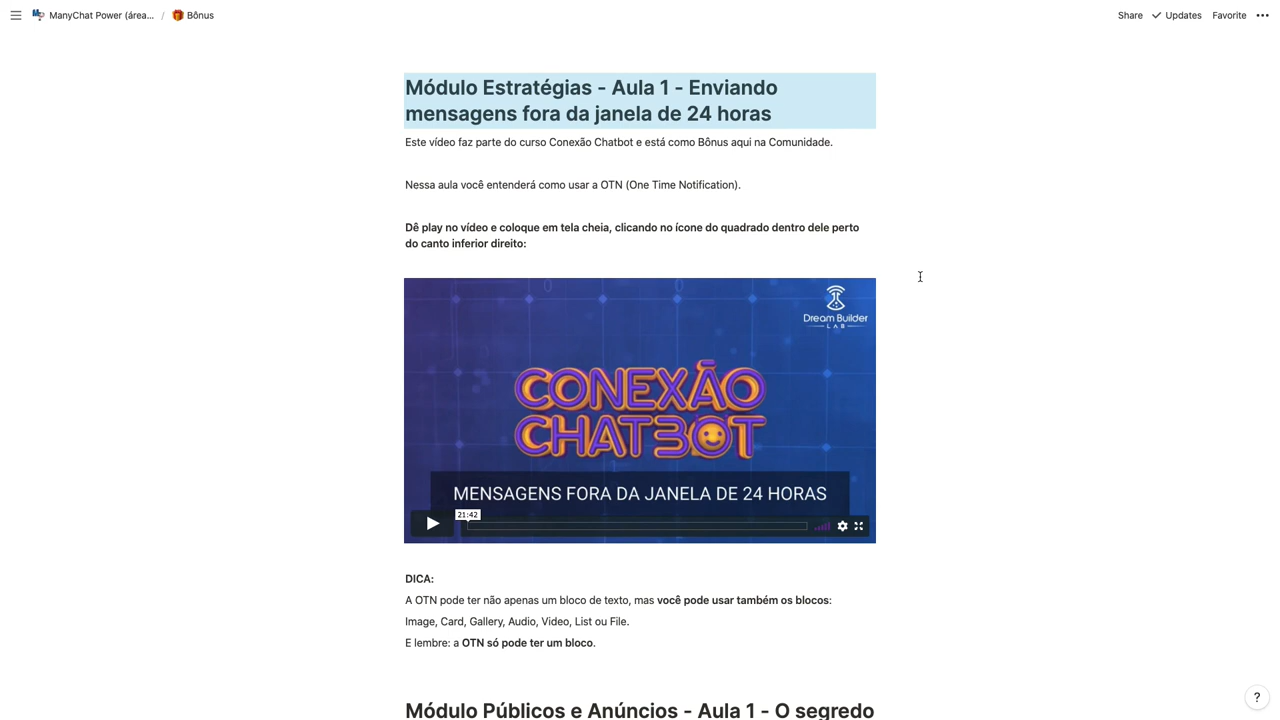 ManyChat Power (área... / Bônus
Share Updates Favorite
Módulo Estratégias - Aula 1 - Enviando
mensagens fora da janela de 24 horas
Este vídeo faz parte do curso Conexão Chatbot e está como Bônus aqui na Comunidade.
Nessa aula você entenderá como usar a OTN (One Time Notification).
Dê play no vídeo e coloque em tela cheia, clicando no ícone do quadrado dentro dele perto
do canto inferior direito:
Dream Builder
LAB
CONEXÃO
CHATBOT
MENSAGENS FORA DA JANELA DE 24 HORAS
21:42
DICA:
A OTN pode ter não apenas um bloco de texto, mas você pode usar também os blocos:
Image, Card, Gallery, Audio, Video, List ou File.
E lembre: a OTN só pode ter um bloco.
?
Módulo Públicos e Anúncios - Aula 1 - O segredo